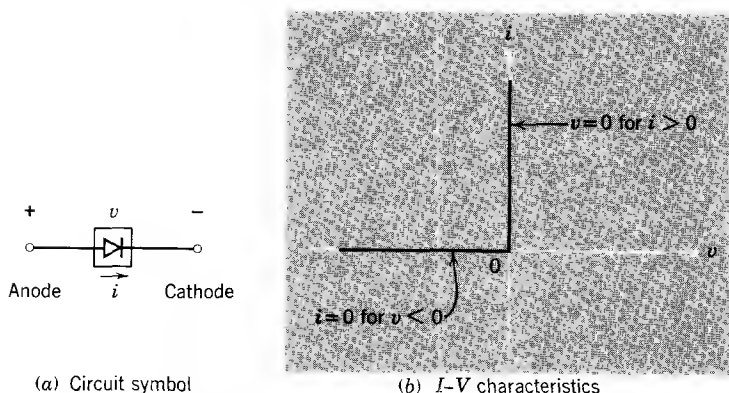 + v −
Anode i Cathode
(a) Circuit symbol
i
v=0 for i > 0
0
v
i=0 for v < 0
(b) I–V characteristics